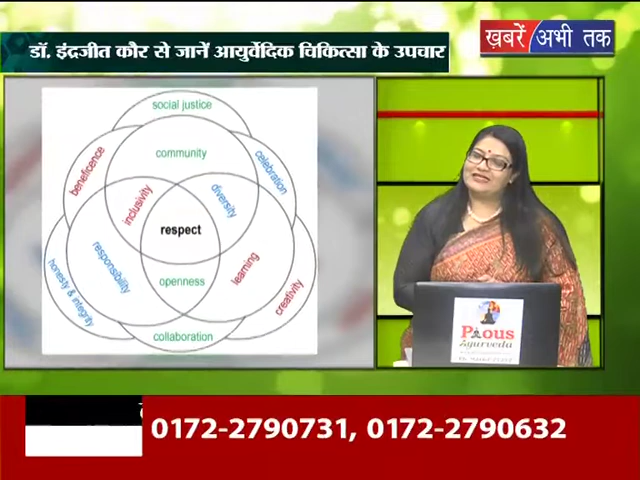 डॉ. इंद्रजीत कौर से जानें आयुर्वेदिक चिकित्सा के उपचार
ख़बरें अभी तक
social justice
community
beneficence
celebration
inclusivity
diversity
respect
responsibility
learning
openness
honesty & integrity
creativity
collaboration
Pious
Ayurveda
0172-2790731, 0172-2790632